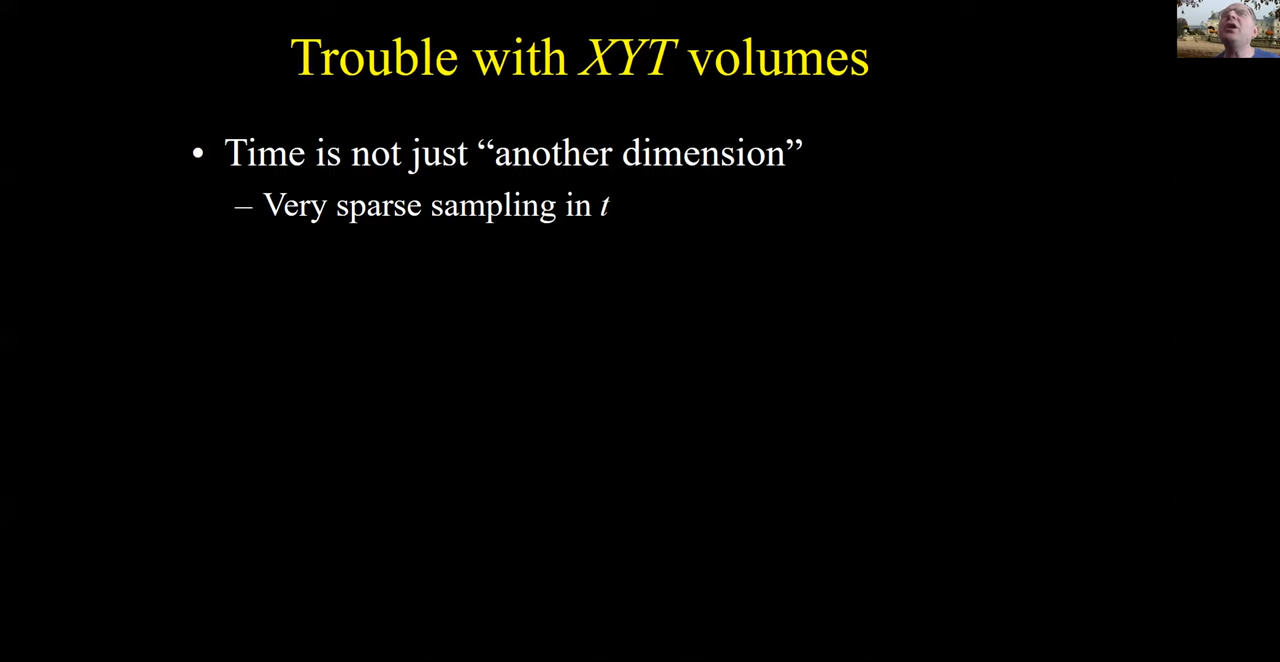 Trouble with XYT volumes
• Time is not just “another dimension”
– Very sparse sampling in t